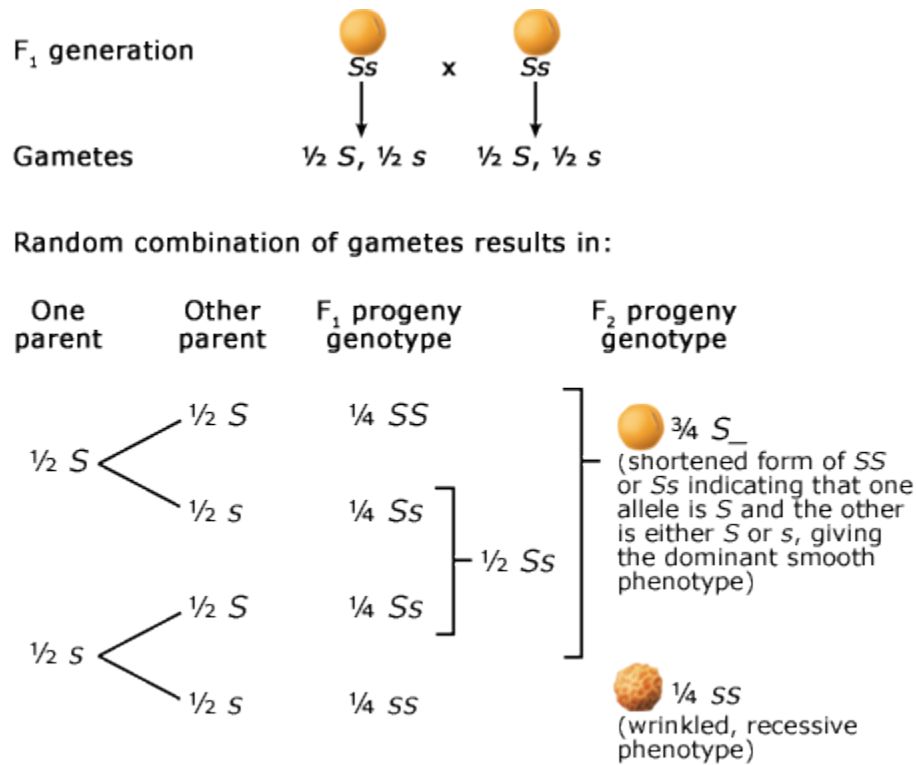 F₁ generation
Ss x Ss
Gametes ½ S, ½ s ½ S, ½ s
Random combination of gametes results in:
One Other F₁ progeny F₂ progeny
parent parent genotype genotype
½ S ¼ SS
½ S
½ s ¼ Ss
½ Ss
½ S ¼ Ss
½ s
½ s ¼ ss
¾ S_
(shortened form of SS
or Ss indicating that one
allele is S and the other
is either S or s, giving
the dominant smooth
phenotype)
¼ ss
(wrinkled, recessive
phenotype)